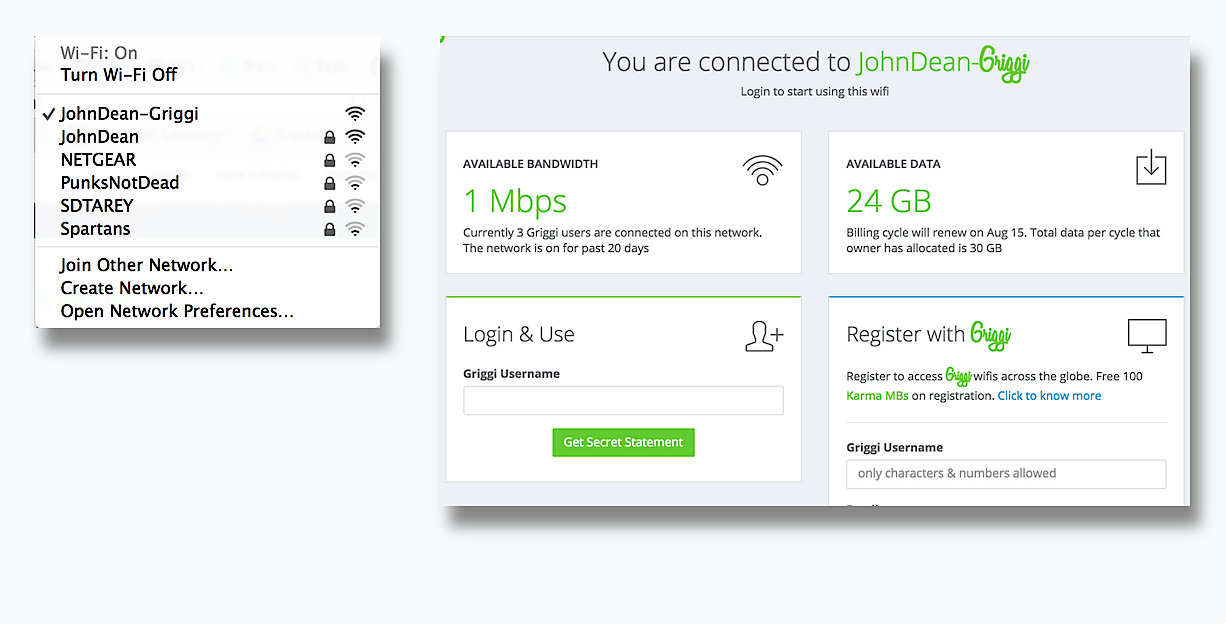 Wi-Fi: On
Turn Wi-Fi Off
JohnDean-Griggi
JohnDean
NETGEAR
PunksNotDead
SDTAREY
Spartans
Join Other Network...
Create Network...
Open Network Preferences...
You are connected to JohnDean-Griggi
Login to start using this wifi
AVAILABLE BANDWIDTH
1 Mbps
Currently 3 Griggi users are connected on this network.
The network is on for past 20 days
AVAILABLE DATA
24 GB
Billing cycle will renew on Aug 15. Total data per cycle that
owner has allocated is 30 GB
Login & Use
Griggi Username
Get Secret Statement
Register with Griggi
Register to access Griggi wifis across the globe. Free 100
Karma MBs on registration. Click to know more
Griggi Username
only characters & numbers allowed